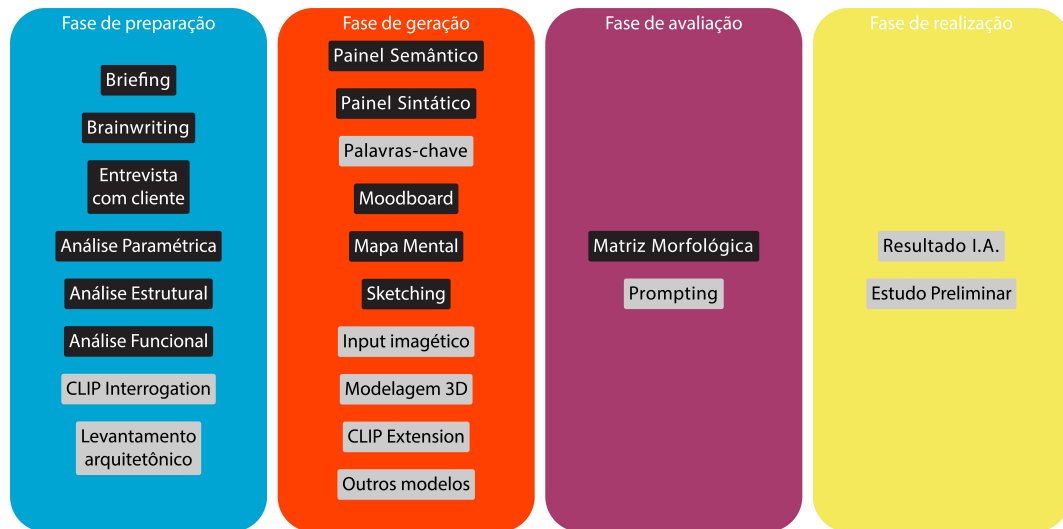 Fase de preparação
Briefing
Brainwriting
Entrevista
com cliente
Análise Paramétrica
Análise Estrutural
Análise Funcional
CLIP Interrogation
Levantamento
arquitetônico
Fase de geração
Painel Semântico
Painel Sintático
Palavras-chave
Moodboard
Mapa Mental
Sketching
Input imagético
Modelagem 3D
CLIP Extension
Outros modelos
Fase de avaliação
Matriz Morfológica
Prompting
Fase de realização
Resultado I.A.
Estudo Preliminar